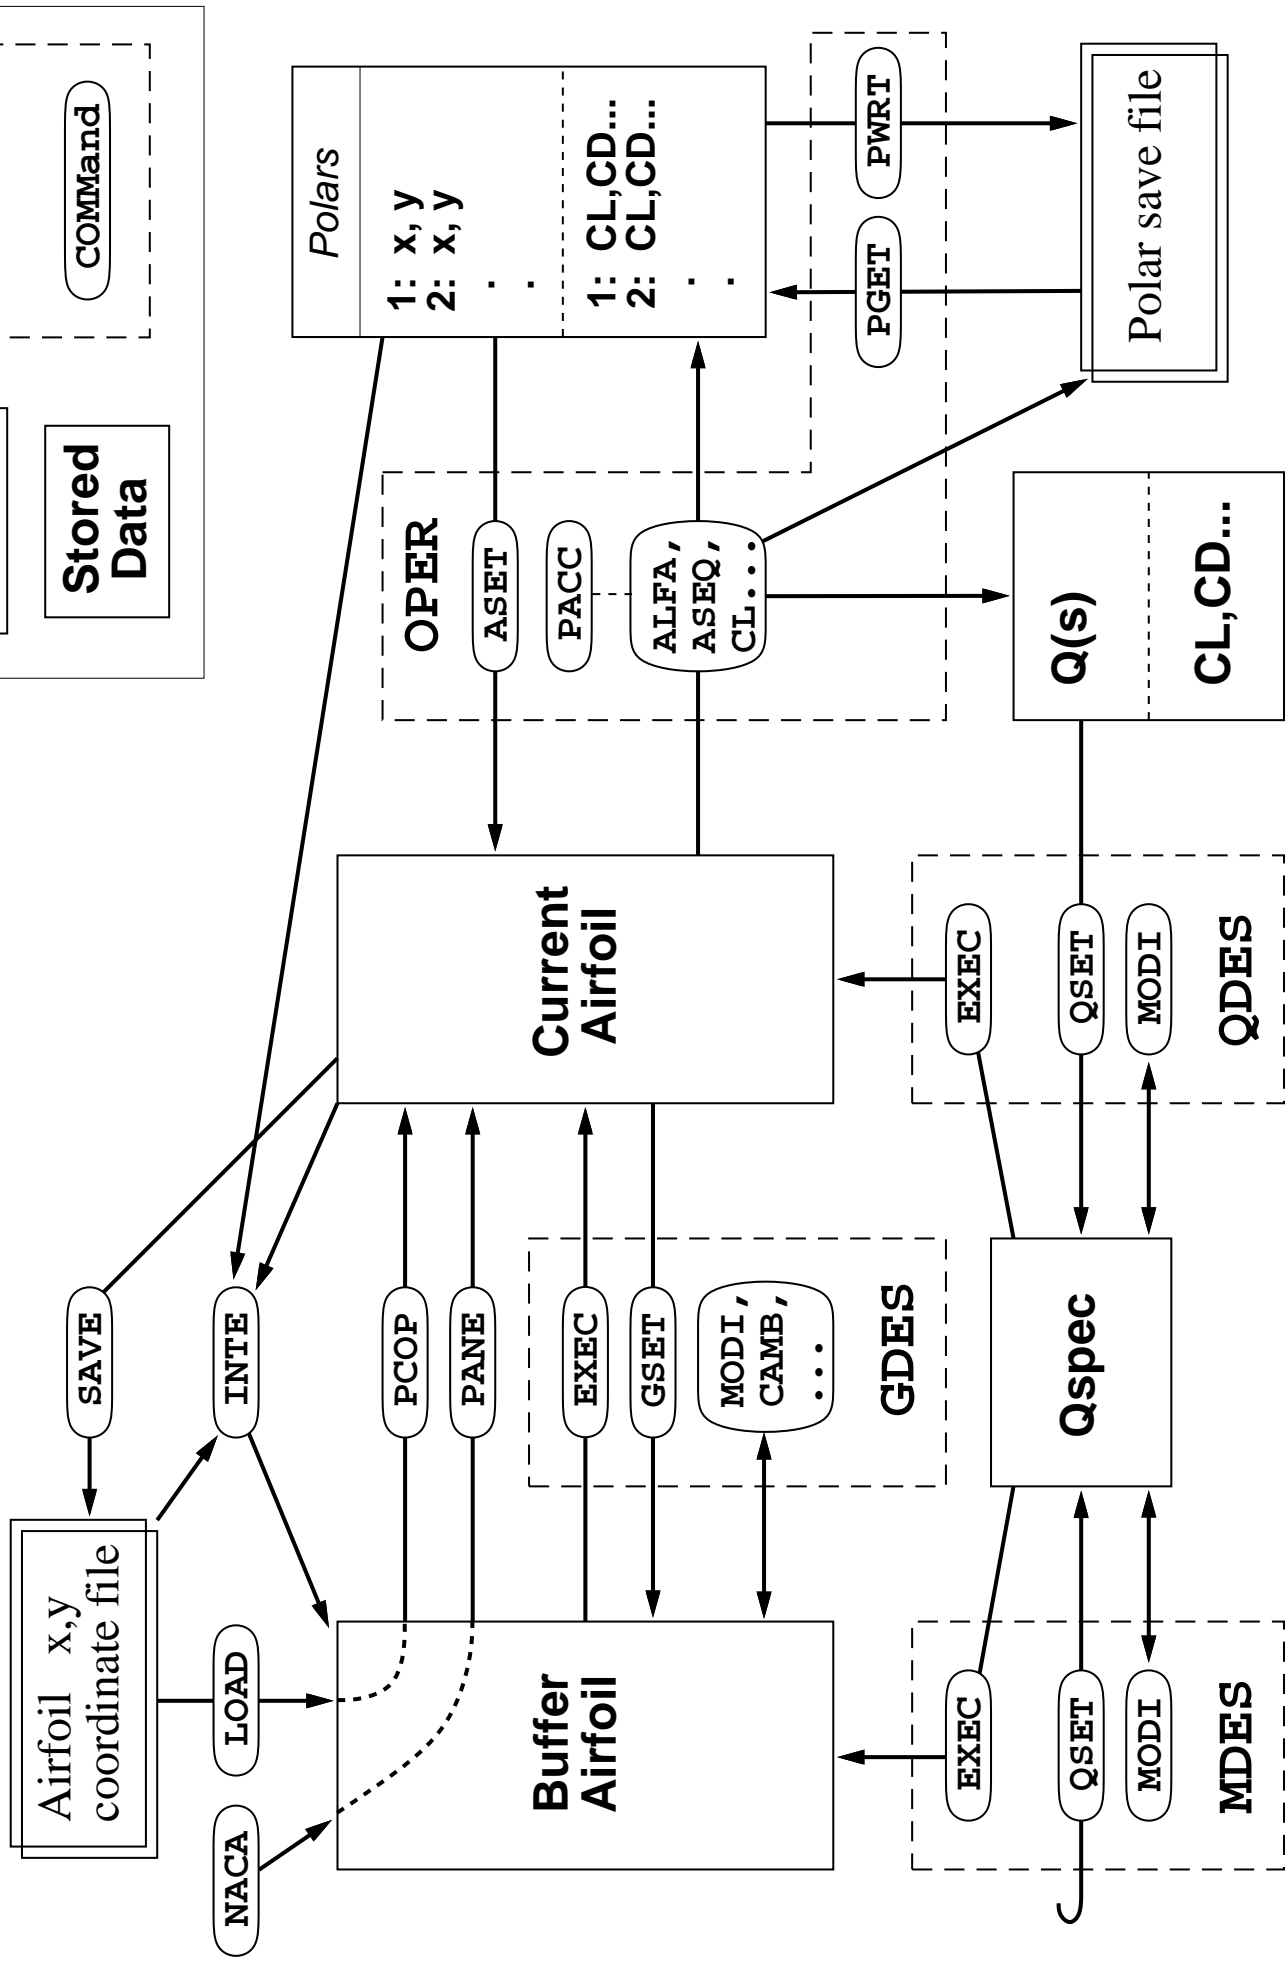 COMMand
Stored
Data
Airfoil x,y
coordinate file
SAVE
NACA
LOAD
INTE
Polars
1: x, y
2: x, y
.
.
1: CL,CD...
2: CL,CD...
.
.
PCOP
PANE
EXEC
GSET
MODI,
CAMB,
...
GDES
Buffer
Airfoil
Current
Airfoil
OPER
ASET
PACC
ALFA,
ASEQ,
CL...
PGET
PWRT
Polar save file
EXEC
QSET
MODI
MDES
Qspec
EXEC
QSET
MODI
QDES
Q(s)
CL,CD...